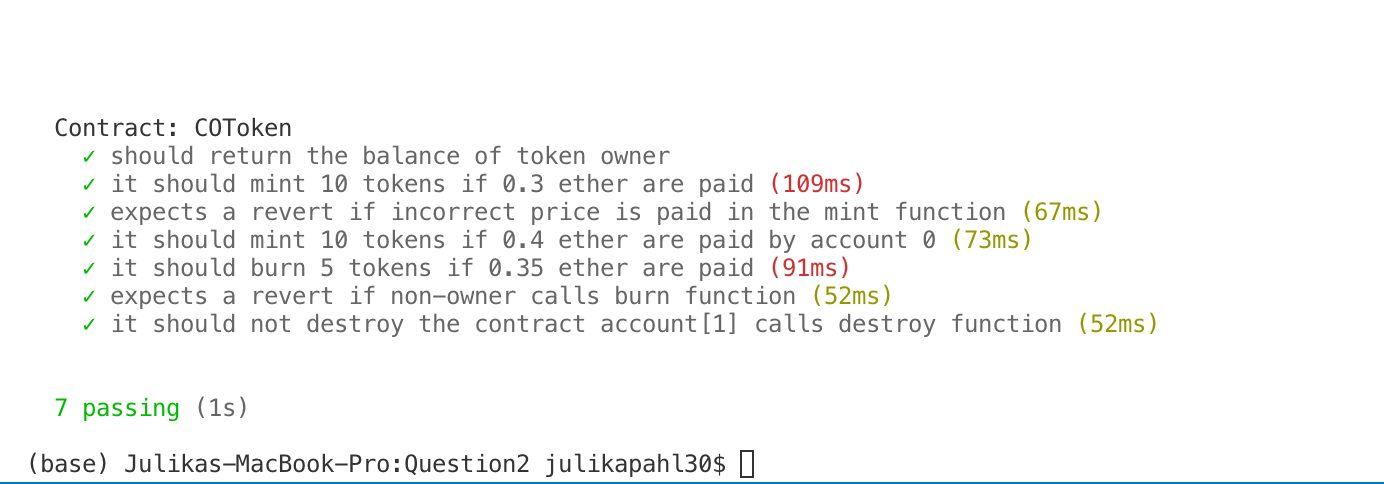 Contract: COToken
✓ should return the balance of token owner
✓ it should mint 10 tokens if 0.3 ether are paid (109ms)
✓ expects a revert if incorrect price is paid in the mint function (67ms)
✓ it should mint 10 tokens if 0.4 ether are paid by account 0 (73ms)
✓ it should burn 5 tokens if 0.35 ether are paid (91ms)
✓ expects a revert if non-owner calls burn function (52ms)
✓ it should not destroy the contract account[1] calls destroy function (52ms)
7 passing (1s)
(base) Julikas-MacBook-Pro:Question2 julikapahl30$